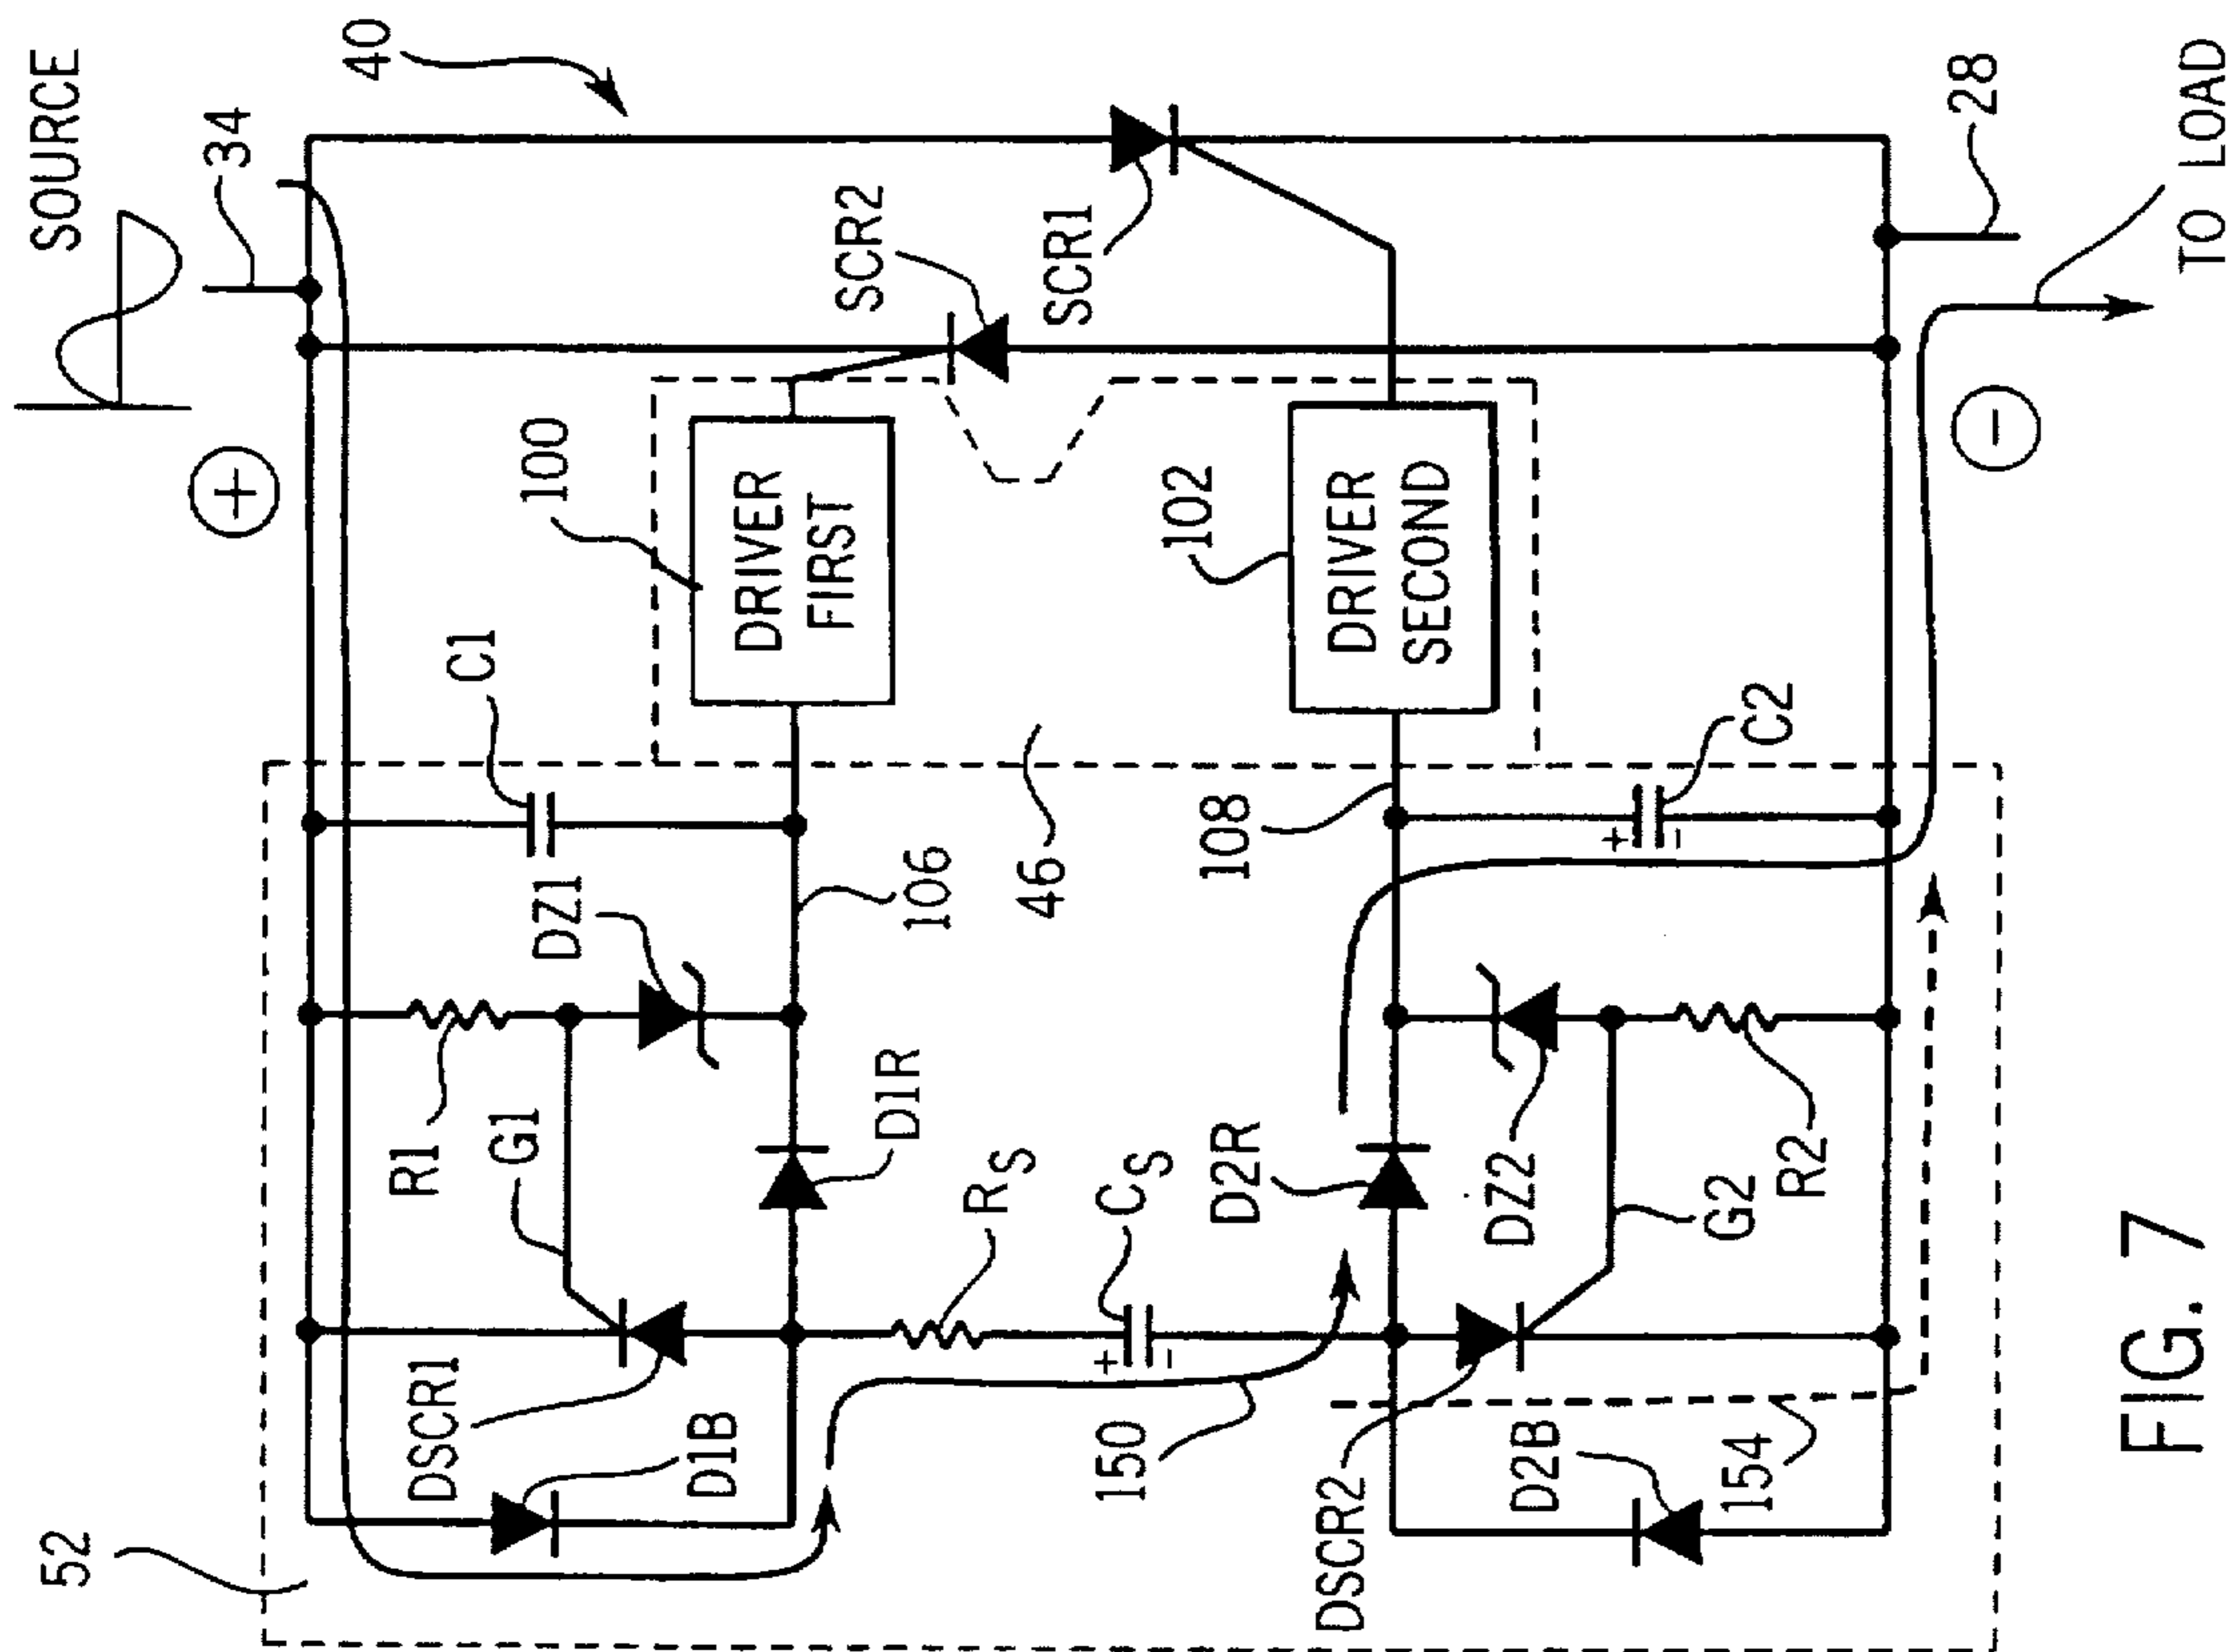 SOURCE
34
40
+
52
C1
100
DRIVER
FIRST
SCR2
SCR1
R1
DZ1
G1
DSCR1
D1B
D1R
106
46
RS
CS
+
-
150
D2R
108
102
DRIVER
SECOND
DSCR2
D2B
154
DZ2
G2
R2
C2
+
-
-
28
TO LOAD
FIG. 7